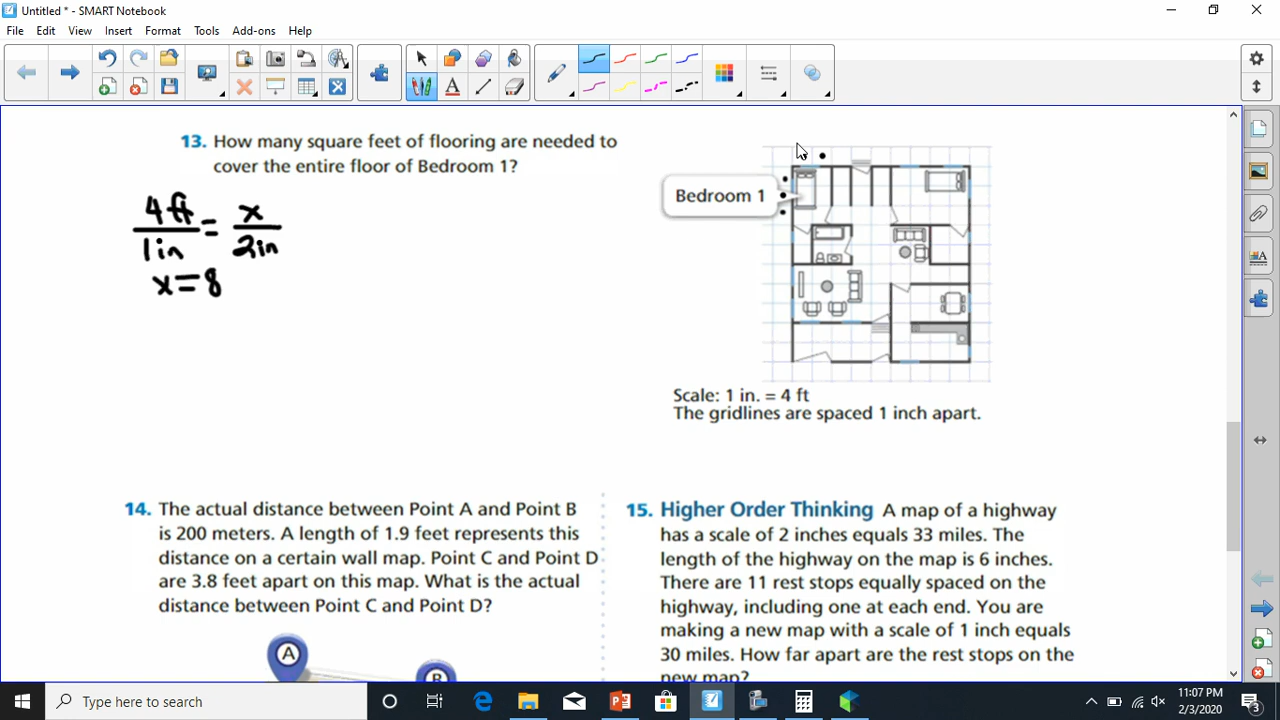 Untitled * - SMART Notebook
File Edit View Insert Format Tools Add-ons Help
13. How many square feet of flooring are needed to
cover the entire floor of Bedroom 1?
4 ft = x
1 in 2 in
x = 8
Bedroom 1
Scale: 1 in. = 4 ft
The gridlines are spaced 1 inch apart.
14. The actual distance between Point A and Point B
is 200 meters. A length of 1.9 feet represents this
distance on a certain wall map. Point C and Point D
are 3.8 feet apart on this map. What is the actual
distance between Point C and Point D?
A
B
15. Higher Order Thinking A map of a highway
has a scale of 2 inches equals 33 miles. The
length of the highway on the map is 6 inches.
There are 11 rest stops equally spaced on the
highway, including one at each end. You are
making a new map with a scale of 1 inch equals
30 miles. How far apart are the rest stops on the
new map?
Type here to search
11:07 PM
2/3/2020
3